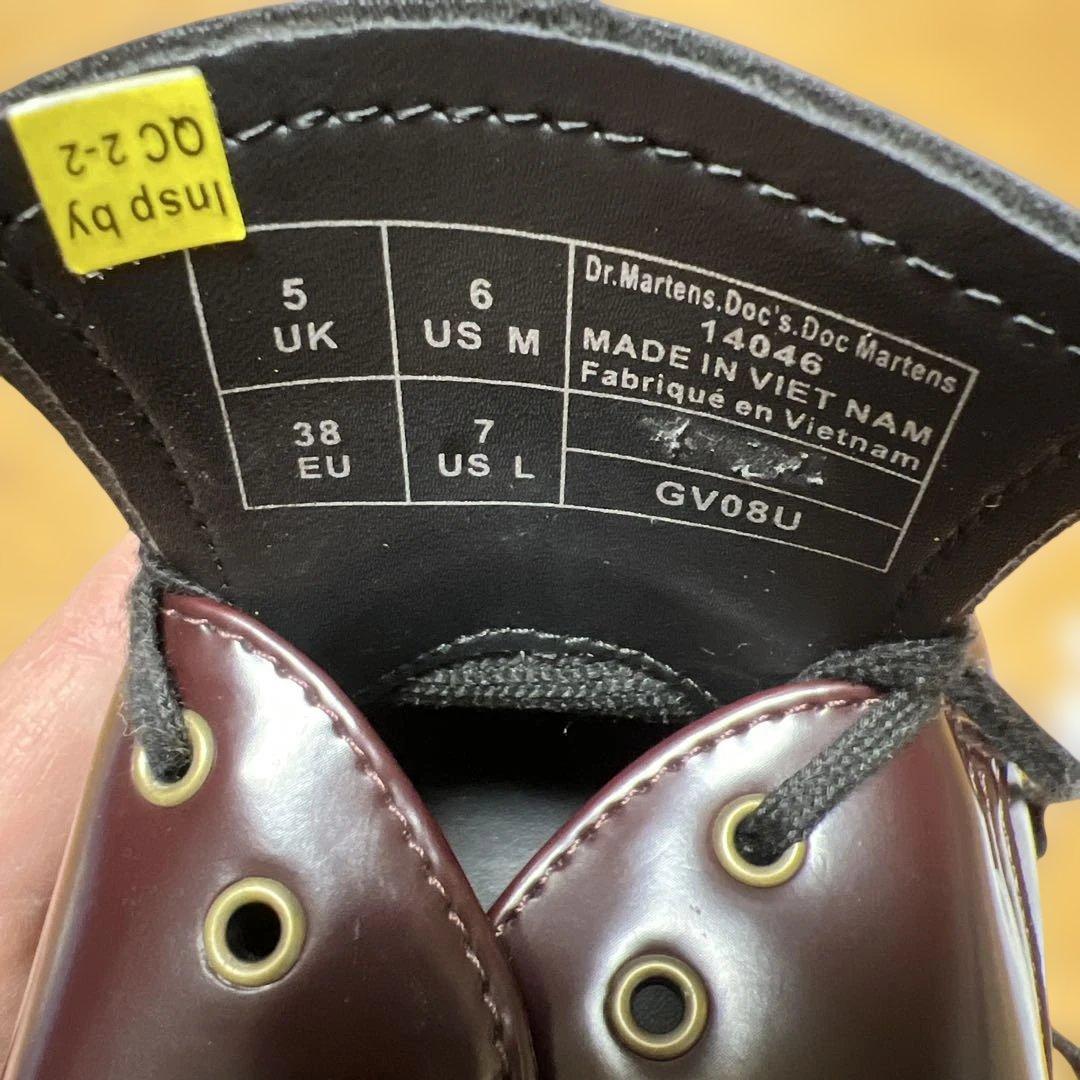 Insp by
QC 2-2
5
UK
6
US M
38
EU
7
US L
Dr.Martens.Doc's.Doc Martens
14046
MADE IN VIET NAM
Fabriqué en Vietnam
GV08U